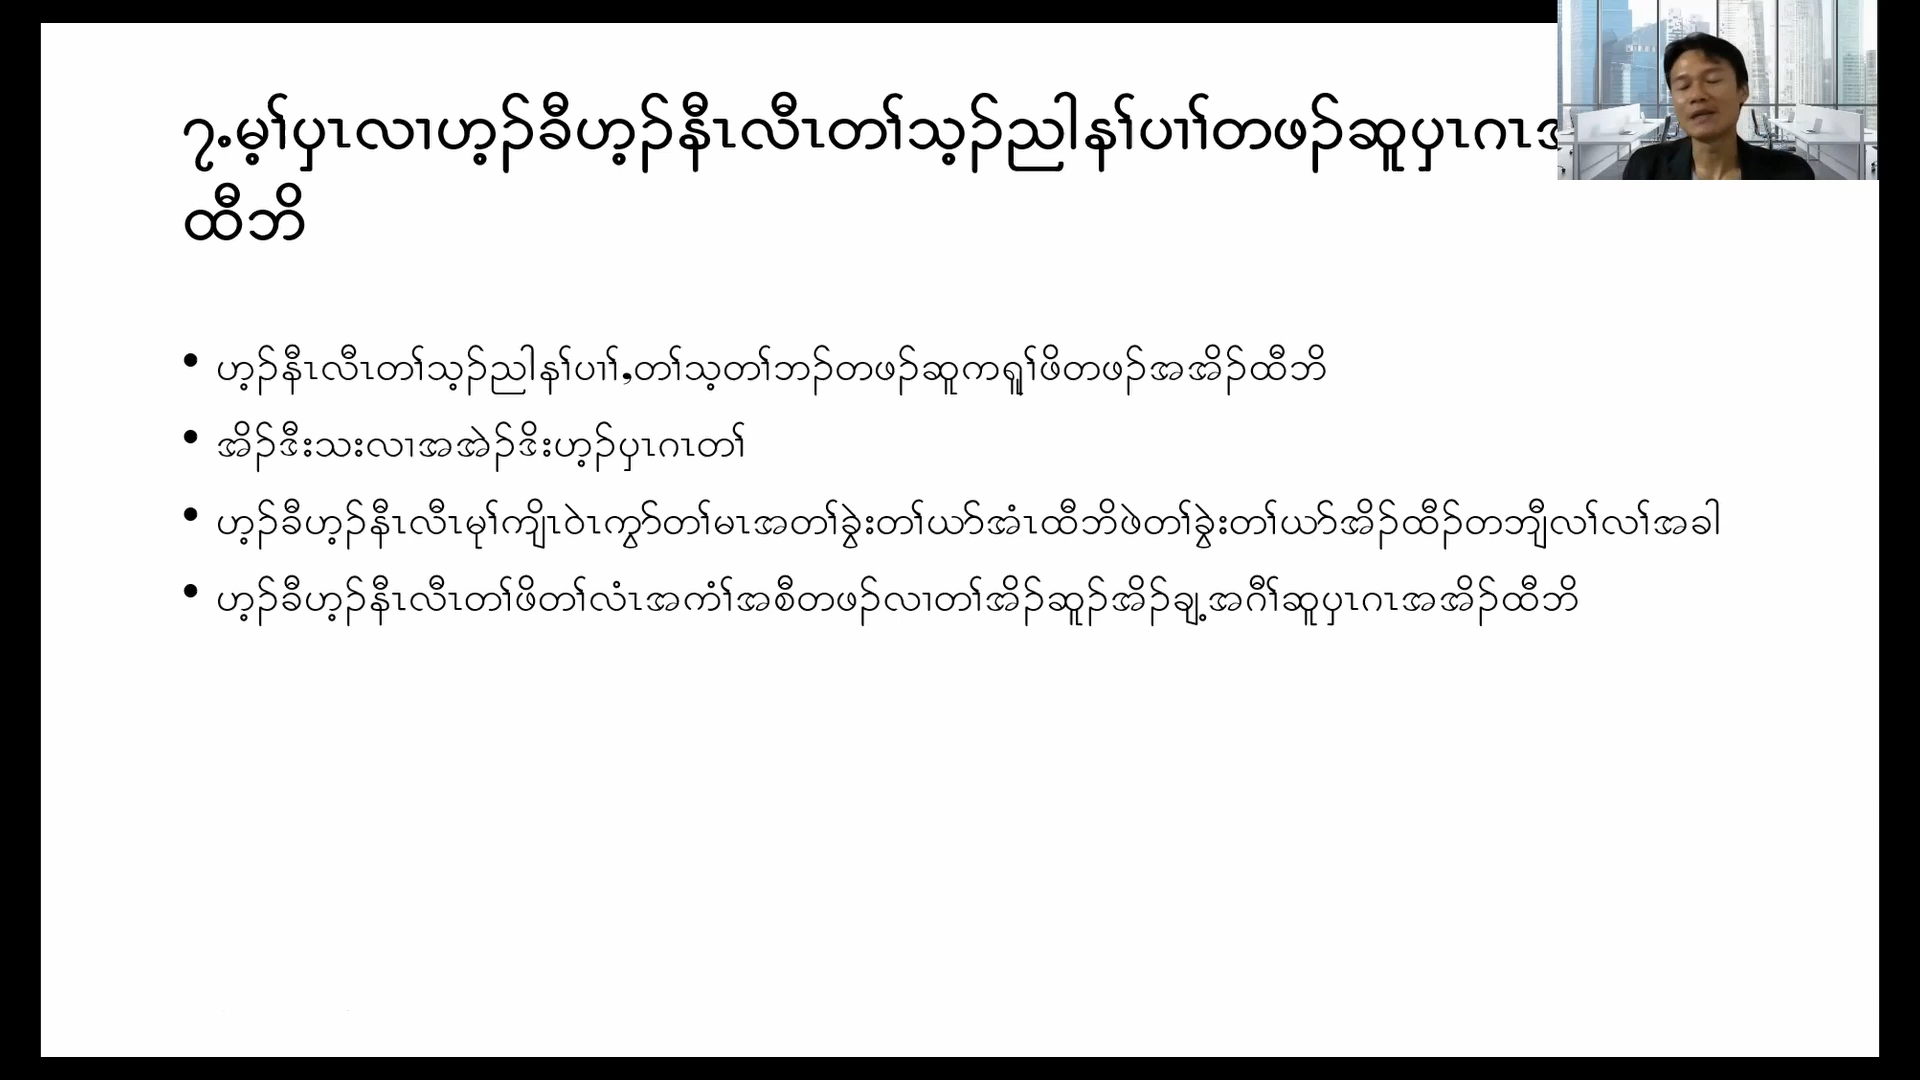 ၇.မ့ၢ်ပှၤလၢဟ့ၣ်ခီဟ့ၣ်နီၤလီၤတၢ်သ့ၣ်ညါနၢ်ပၢၢ်တဖၣ်ဆူပှၤဂၤ
ထီဘိ
• ဟ့ၣ်နီၤလီၤတၢ်သ့ၣ်ညါနၢ်ပၢၢ်,တၢ်သ့တၢ်ဘၣ်တဖၣ်ဆူကရူၢ်ဖိတဖၣ်အအိၣ်ထီဘိ
• အိၣ်ဒီးသးလၢအအဲၣ်ဒိးဟ့ၣ်ပှၤဂၤတၢ်
• ဟ့ၣ်ခီဟ့ၣ်နီၤလီၤမုၢ်ကျိၤဝဲၤကွာ်တၢ်မၤအတၢ်ခွဲးတၢ်ယာ်အံၤထီဘိဖဲတၢ်ခွဲးတၢ်ယာ်အိၣ်ထီၣ်တဘျီလၢ်လၢ်အခါ
• ဟ့ၣ်ခီဟ့ၣ်နီၤလီၤတၢ်ဖိတၢ်လံၤအကံၢ်အစီတဖၣ်လၢတၢ်အိၣ်ဆူၣ်အိၣ်ချ့အဂီၢ်ဆူပှၤဂၤအအိၣ်ထီဘိ